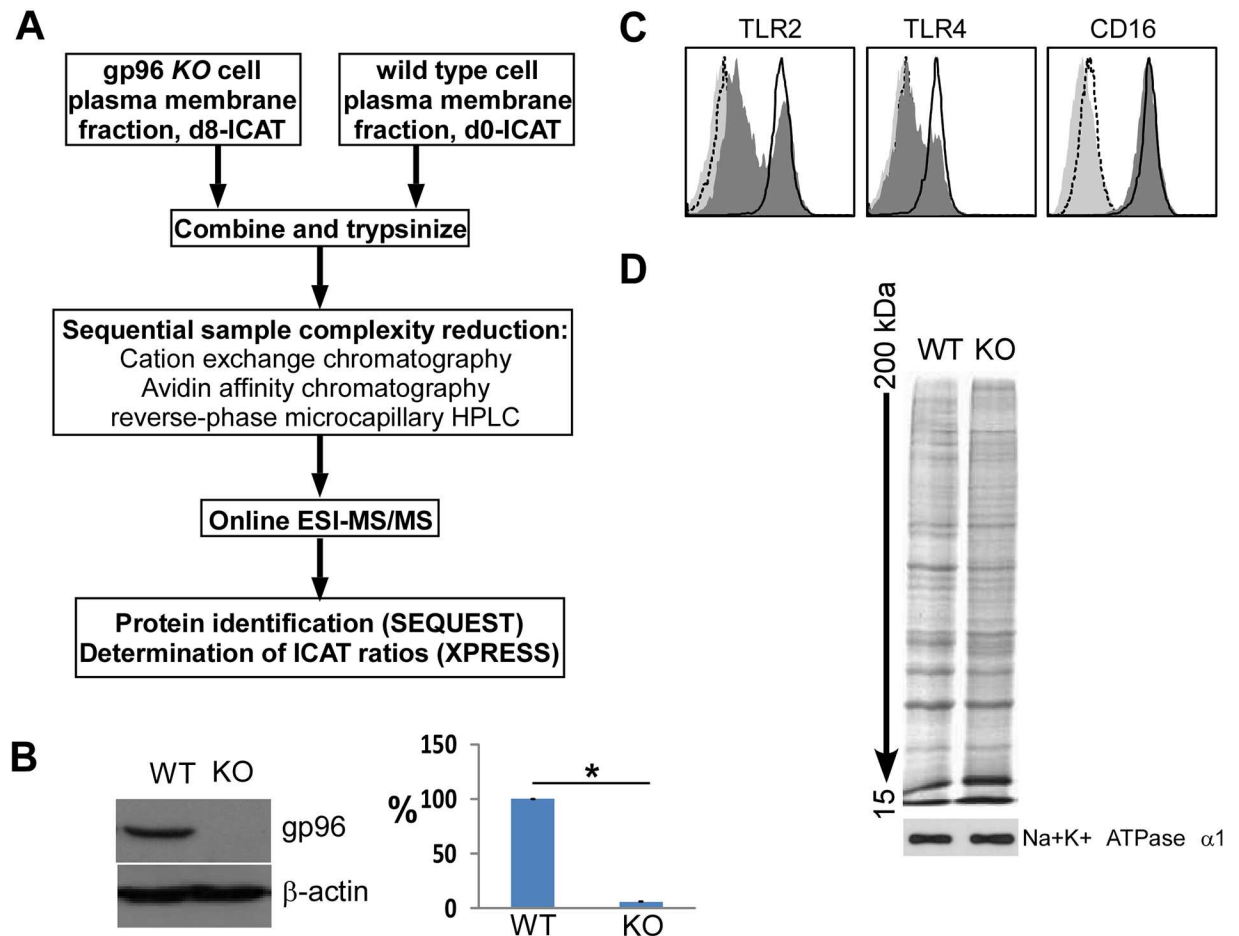 A
gp96 KO cell
plasma membrane
fraction, d8-ICAT
wild type cell
plasma membrane
fraction, d0-ICAT
Combine and trypsinize
Sequential sample complexity reduction:
Cation exchange chromatography
Avidin affinity chromatography
reverse-phase microcapillary HPLC
Online ESI-MS/MS
Protein identification (SEQUEST)
Determination of ICAT ratios (XPRESS)
B
WT KO
gp96
β-actin
%
150
100
50
0
*
WT KO
C
TLR2 TLR4 CD16
D
200 kDa
15
WT KO
Na+K+ ATPase α1